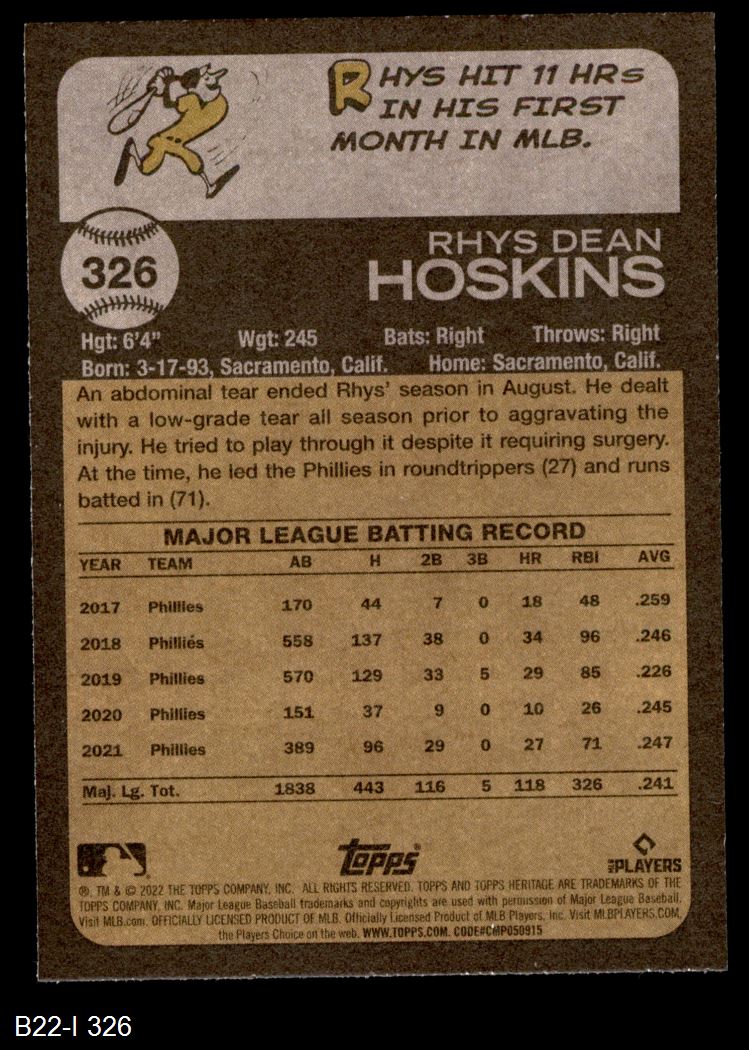 RHYS HIT 11 HRS
IN HIS FIRST
MONTH IN MLB.
326
RHYS DEAN
HOSKINS
Hgt: 6'4" Wgt: 245 Bats: Right Throws: Right
Born: 3-17-93, Sacramento, Calif. Home: Sacramento, Calif.
An abdominal tear ended Rhys' season in August. He dealt
with a low-grade tear all season prior to aggravating the
injury. He tried to play through it despite it requiring surgery.
At the time, he led the Phillies in roundtrippers (27) and runs
batted in (71).
MAJOR LEAGUE BATTING RECORD
YEAR TEAM AB H 2B 3B HR RBI AVG
2017 Phillies 170 44 7 0 18 48 .259
2018 Phillies 558 137 38 0 34 96 .246
2019 Phillies 570 129 33 5 29 85 .226
2020 Phillies 151 37 9 0 10 26 .245
2021 Phillies 389 96 29 0 27 71 .247
Maj. Lg. Tot. 1838 443 116 5 118 326 .241
Topps
MLB PLAYERS
®, TM & © 2022 THE TOPPS COMPANY, INC. ALL RIGHTS RESERVED. TOPPS AND TOPPS HERITAGE ARE TRADEMARKS OF THE
TOPPS COMPANY, INC. Major League Baseball trademarks and copyrights are used with permission of Major League Baseball.
Visit MLB.com. OFFICIALLY LICENSED PRODUCT OF MLB. Officially Licensed Product of MLB Players, Inc. Visit MLBPLAYERS.COM,
the Players Choice on the web. WWW.TOPPS.COM. CODE#CMP050915
B22-I 326